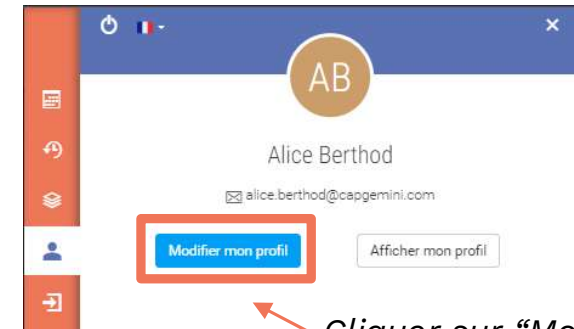 AB
Alice Berthod
alice.berthod@capgemini.com
Modifier mon profil
Afficher mon profil
Cliquer sur “Mo